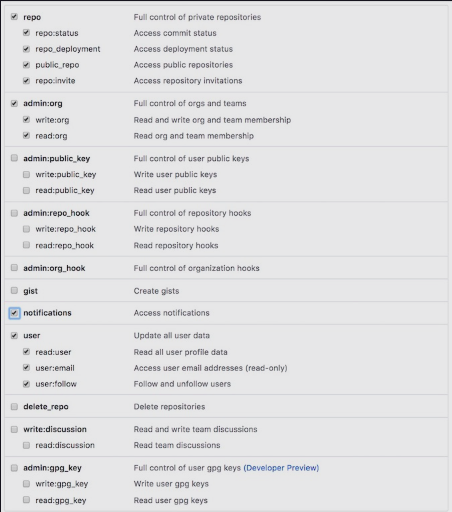 repo Full control of private repositories
repo:status Access commit status
repo_deployment Access deployment status
public_repo Access public repositories
repo:invite Access repository invitations
admin:org Full control of orgs and teams
write:org Read and write org and team membership
read:org Read org and team membership
admin:public_key Full control of user public keys
write:public_key Write user public keys
read:public_key Read user public keys
admin:repo_hook Full control of repository hooks
write:repo_hook Write repository hooks
read:repo_hook Read repository hooks
admin:org_hook Full control of organization hooks
gist Create gists
notifications Access notifications
user Update all user data
read:user Read all user profile data
user:email Access user email addresses (read-only)
user:follow Follow and unfollow users
delete_repo Delete repositories
write:discussion Read and write team discussions
read:discussion Read team discussions
admin:gpg_key Full control of user gpg keys (Developer Preview)
write:gpg_key Write user gpg keys
read:gpg_key Read user gpg keys